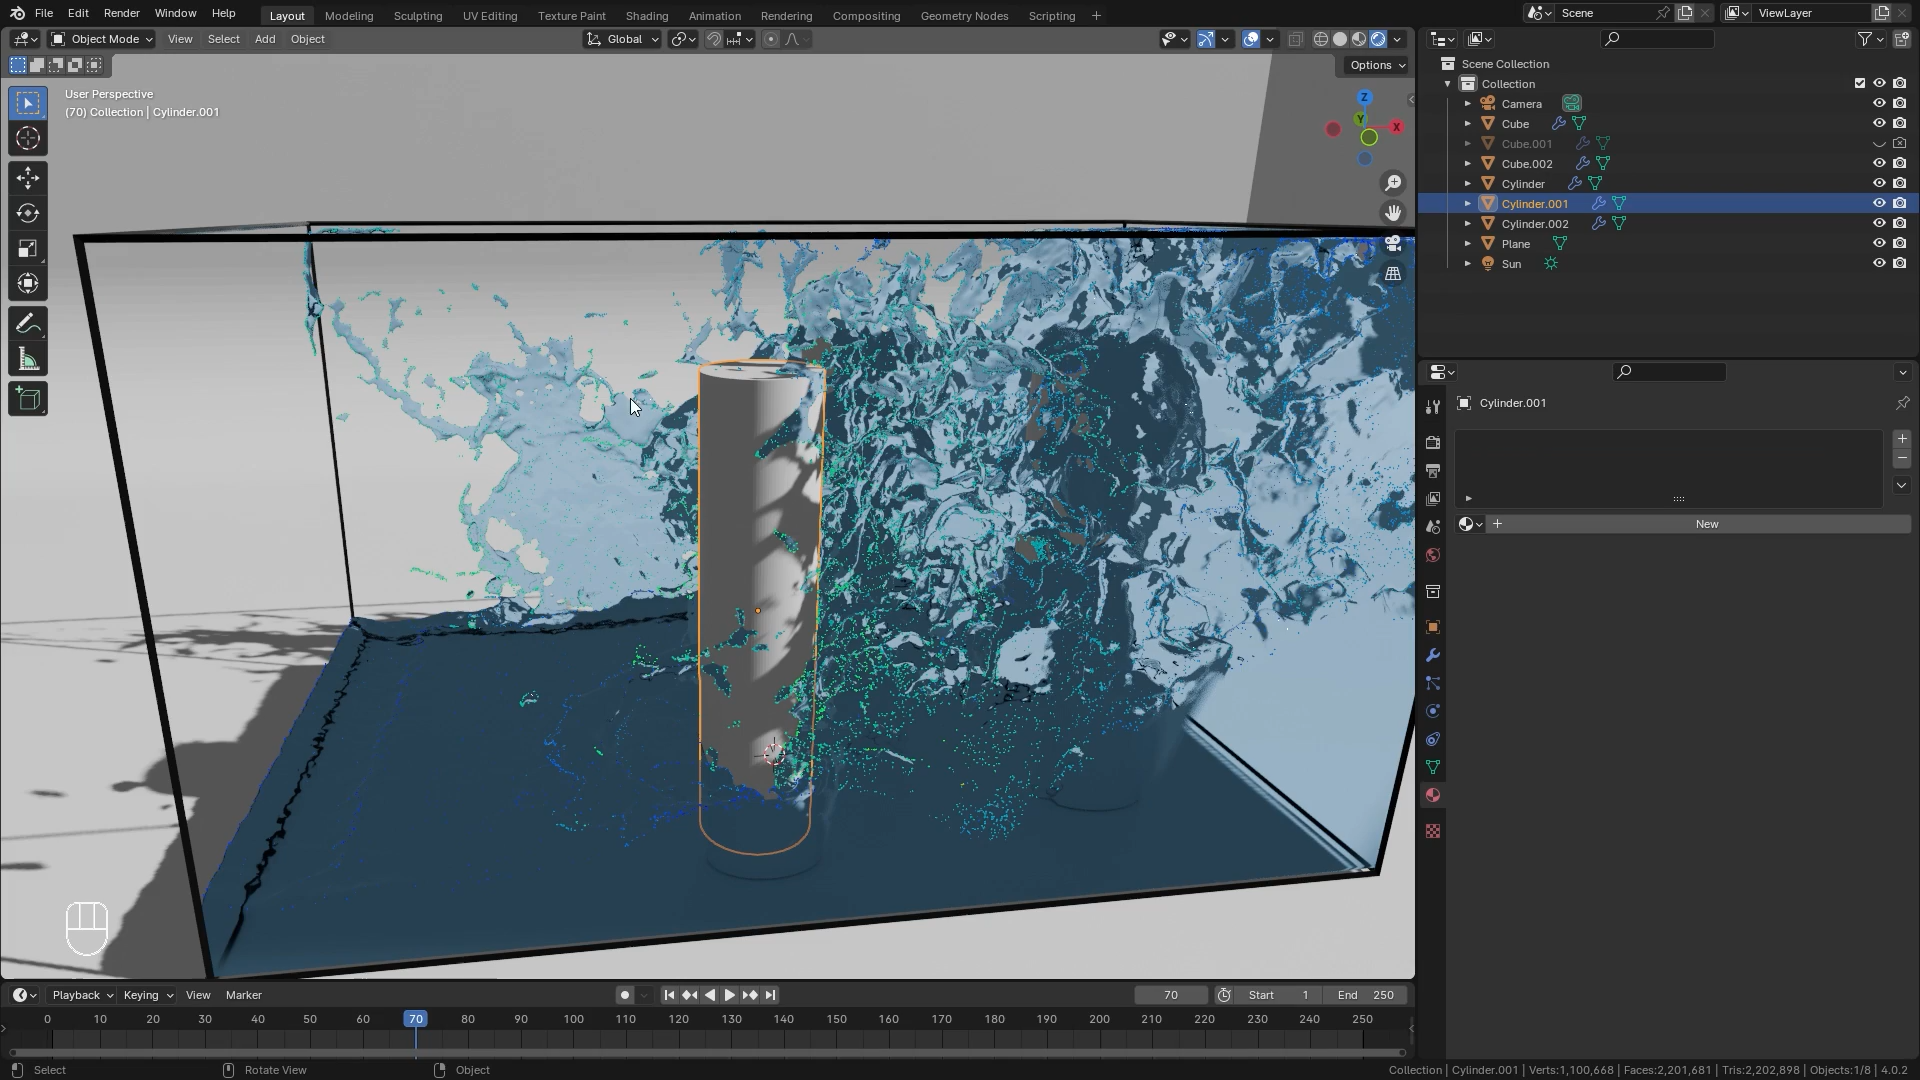 File Edit Render Window Help Layout Modeling Sculpting UV Editing Texture Paint Shading Animation Rendering Compositing Geometry Nodes Scripting Scene ViewLayer
Object Mode View Select Add Object Global
Options
User Perspective
(70) Collection | Cylinder.001
Z
Y
X
Scene Collection
Collection
Camera
Cube
Cube.001
Cube.002
Cylinder
Cylinder.001
Cylinder.002
Plane
Sun
Cylinder.001
New
Playback Keying View Marker 70 Start 1 End 250
0 10 20 30 40 50 60 70 80 90 100 110 120 130 140 150 160 170 180 190 200 210 220 230 240 250
Select Rotate View Object Collection | Cylinder.001 | Verts:1,100,668 | Faces:2,201,681 | Tris:2,202,898 | Objects:1/8 | 4.0.2